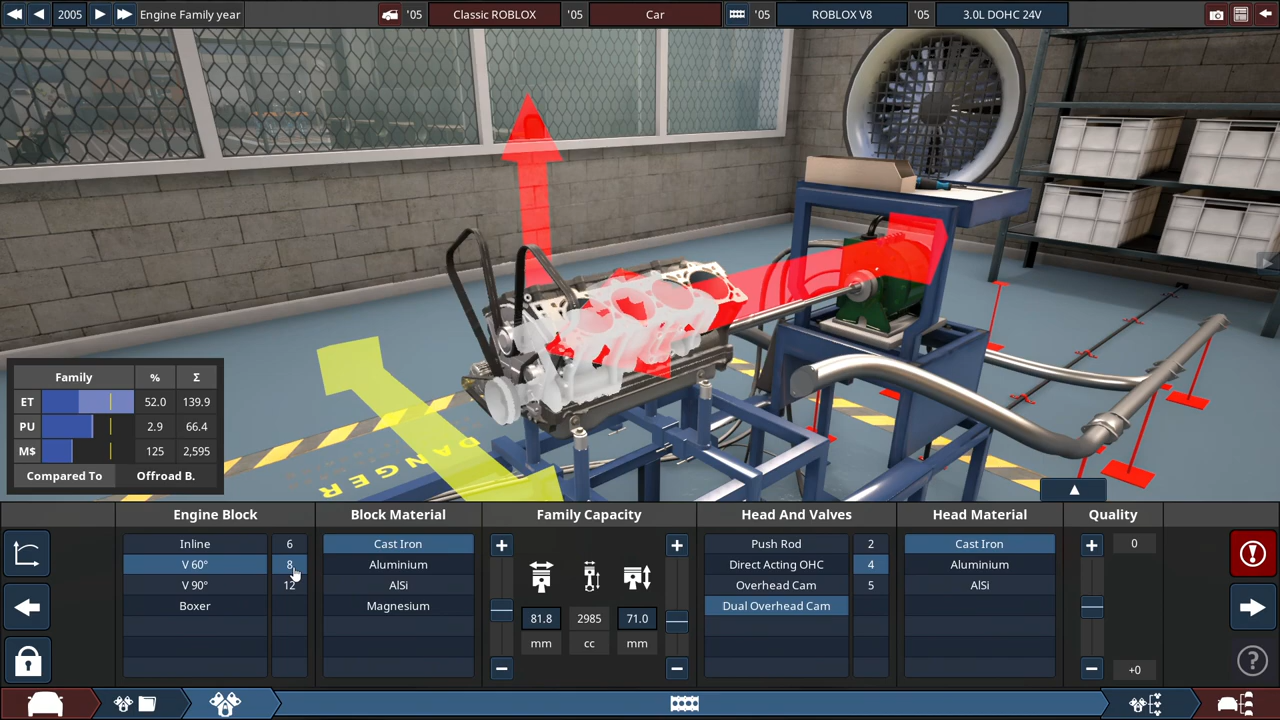 2005 Engine Family year '05 Classic ROBLOX '05 Car '05 ROBLOX V8 '05 3.0L DOHC 24V
DANGER
Family % Σ
ET 52.0 139.9
PU 2.9 66.4
M$ 125 2,595
Compared To Offroad B.
Engine Block
Inline 6
V 60° 8
V 90° 12
Boxer
Block Material
Cast Iron
Aluminium
AlSi
Magnesium
Family Capacity
81.8 2985 71.0
mm cc mm
Head And Valves
Push Rod 2
Direct Acting OHC 4
Overhead Cam 5
Dual Overhead Cam
Head Material
Cast Iron
Aluminium
AlSi
Quality
0
+0